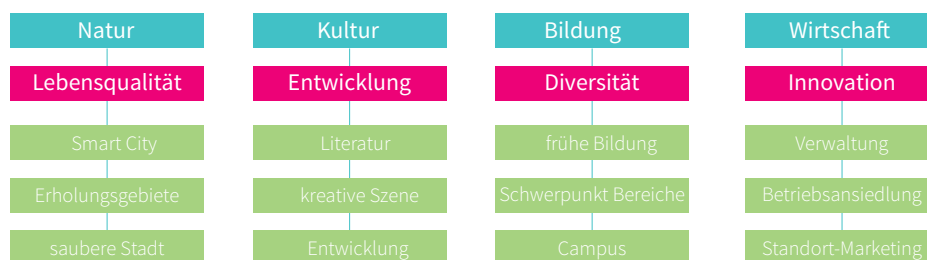 Natur
Lebensqualität
Smart City
Erholungsgebiete
saubere Stadt
Kultur
Entwicklung
Literatur
kreative Szene
Entwicklung
Bildung
Diversität
frühe Bildung
Schwerpunkt Bereiche
Campus
Wirtschaft
Innovation
Verwaltung
Betriebsansiedlung
Standort-Marketing